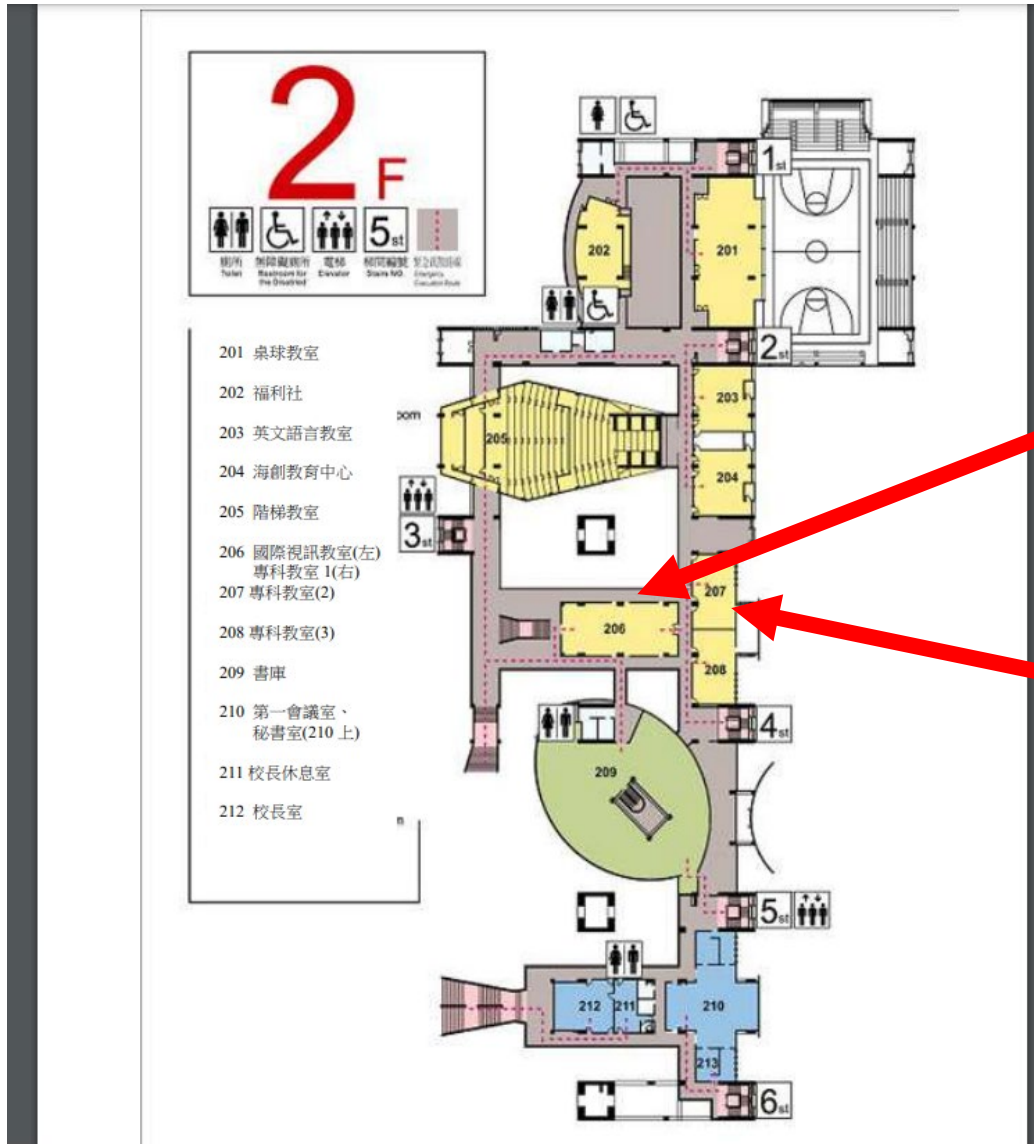 2 F
5st
廁所
無障礙廁所
電梯
梯間編號
Toilet
Restroom for
the Disabled
Elevator
Stairs NO.
Emergency
Evacuation Route
201 桌球教室
202 福利社
203 英文語言教室
204 海創教育中心
205 階梯教室
206 國際視訊教室(左)
專科教室 1(右)
207 專科教室(2)
208 專科教室(3)
209 書庫
210 第一會議室、
秘書室(210 上)
211 校長休息室
212 校長室
1st
202
201
2st
203
oom
205
204
3st
207
206
208
4st
209
n
5st
212
211
210
213
6st